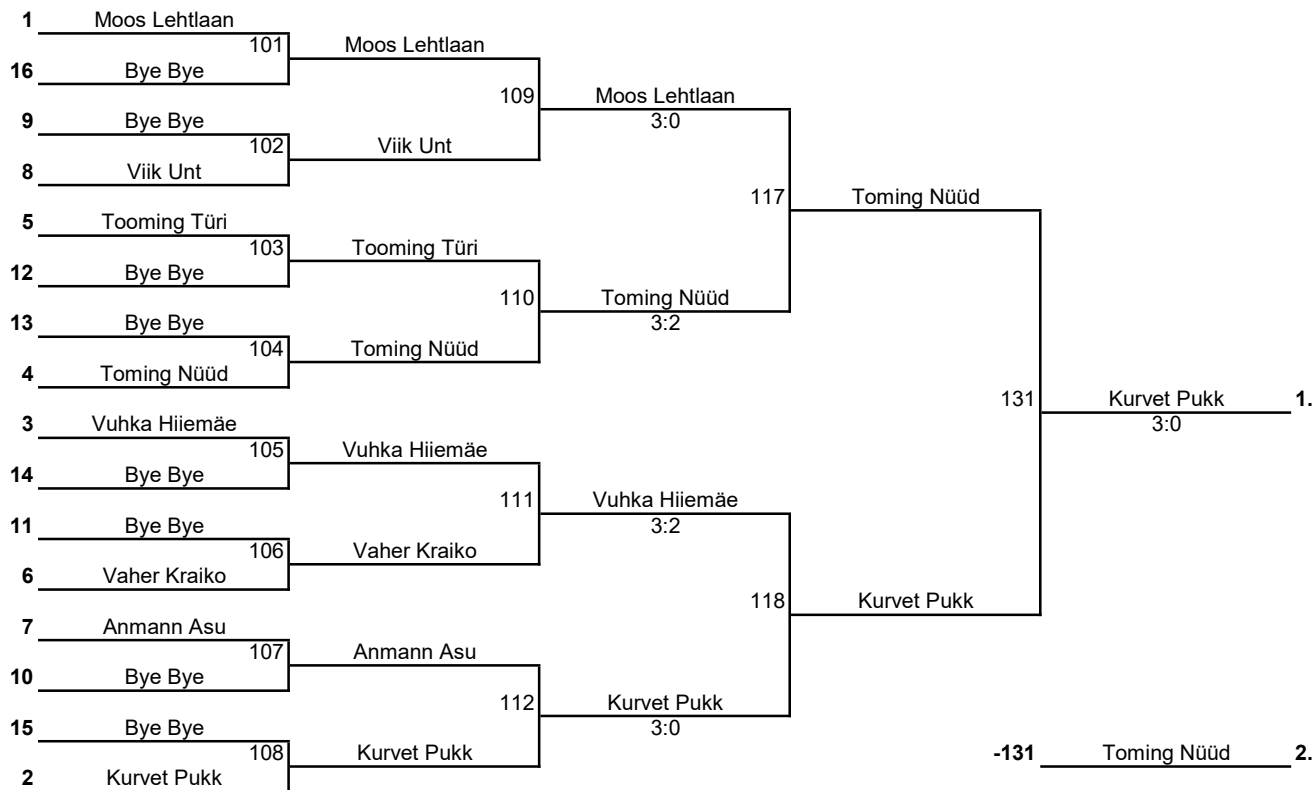 1 Moos Lehtlaan
101 Moos Lehtlaan
16 Bye Bye
109 Moos Lehtlaan
3:0
9 Bye Bye
102 Viik Unt
8 Viik Unt
117 Toming Nüüd
5 Tooming Türi
103 Tooming Türi
12 Bye Bye
110 Toming Nüüd
3:2
13 Bye Bye
104 Toming Nüüd
4 Toming Nüüd
131 Kurvet Pukk 1.
3:0
3 Vuhka Hiiemäe
105 Vuhka Hiiemäe
14 Bye Bye
111 Vuhka Hiiemäe
3:2
11 Bye Bye
106 Vaher Kraiko
6 Vaher Kraiko
118 Kurvet Pukk
7 Anmann Asu
107 Anmann Asu
10 Bye Bye
112 Kurvet Pukk
3:0
15 Bye Bye
108 Kurvet Pukk
2 Kurvet Pukk
-131 Toming Nüüd 2.